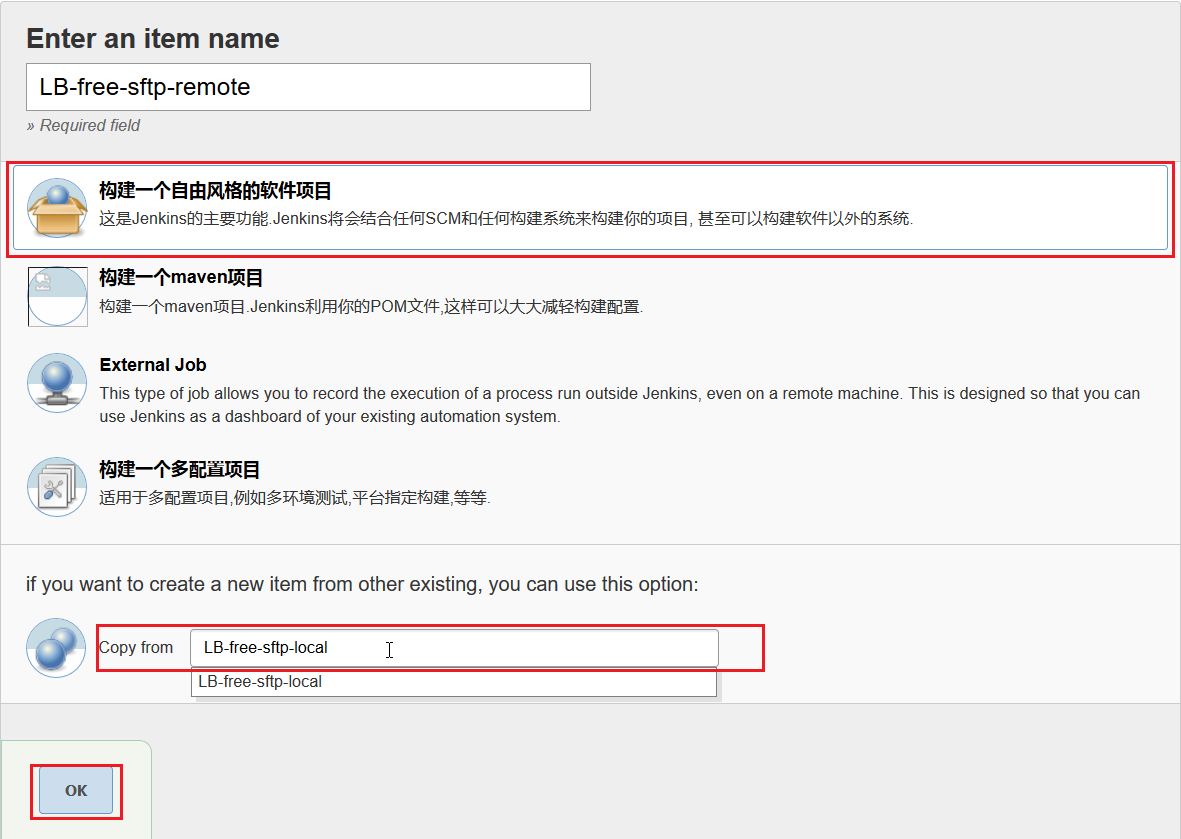 Enter an item name
LB-free-sftp-remote
» Required field
构建一个自由风格的软件项目
这是Jenkins的主要功能.Jenkins将会结合任何SCM和任何构建系统来构建你的项目, 甚至可以构建软件以外的系统.
构建一个maven项目
构建一个maven项目.Jenkins利用你的POM文件,这样可以大大减轻构建配置.
External Job
This type of job allows you to record the execution of a process run outside Jenkins, even on a remote machine. This is designed so that you can
use Jenkins as a dashboard of your existing automation system.
构建一个多配置项目
适用于多配置项目,例如多环境测试,平台指定构建,等等.
if you want to create a new item from other existing, you can use this option:
Copy from LB-free-sftp-local
LB-free-sftp-local
OK